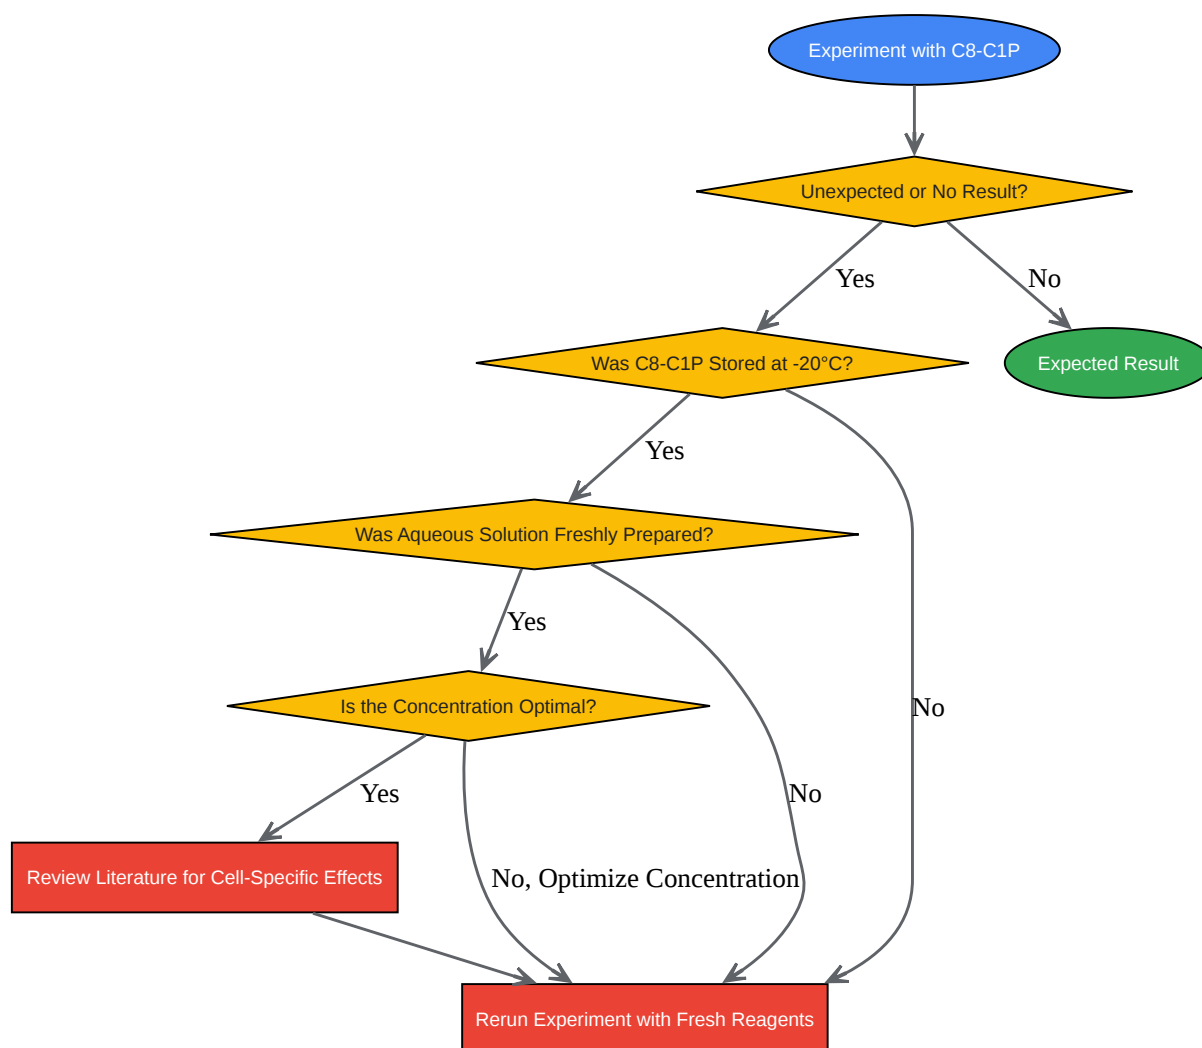 Experiment with C8-C1P
Unexpected or No Result?
Yes
No
Was C8-C1P Stored at -20°C?
Expected Result
Yes
Was Aqueous Solution Freshly Prepared?
Yes
Is the Concentration Optimal?
No
Yes
No
Review Literature for Cell-Specific Effects
No, Optimize Concentration
Rerun Experiment with Fresh Reagents